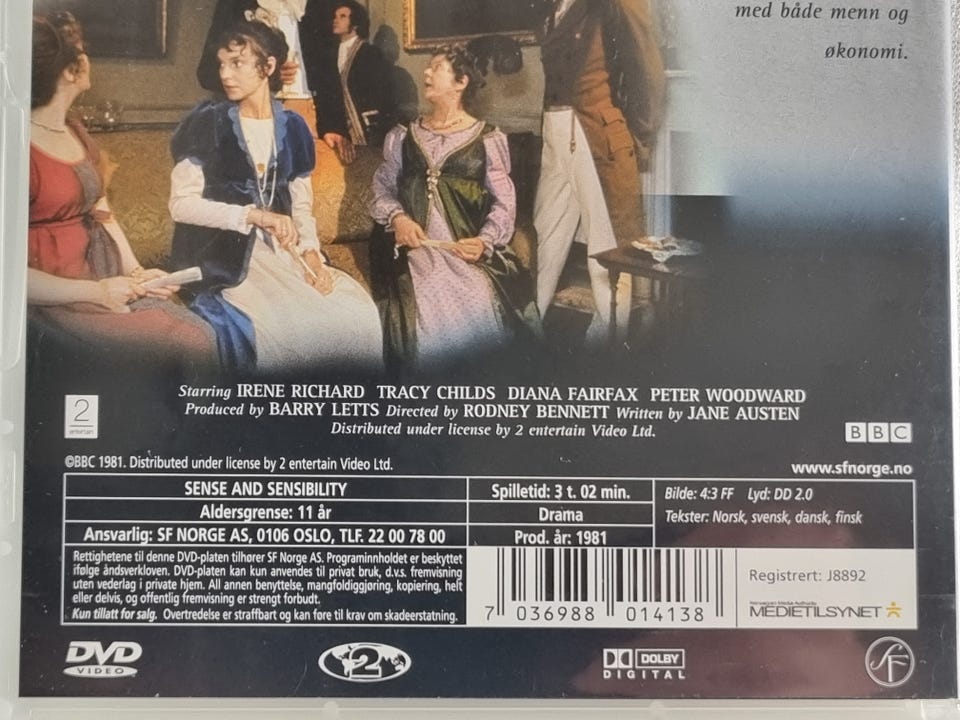 med både menn og
økonomi.
Starring IRENE RICHARD TRACY CHILDS DIANA FAIRFAX PETER WOODWARD
Produced by BARRY LETTS Directed by RODNEY BENNETT Written by JANE AUSTEN
Distributed under license by 2 entertain Video Ltd.
2
entertain
BBC
©BBC 1981. Distributed under license by 2 entertain Video Ltd.
www.sfnorge.no
SENSE AND SENSIBILITY
Aldersgrense: 11 år
Ansvarlig: SF NORGE AS, 0106 OSLO, TLF. 22 00 78 00
Spilletid: 3 t. 02 min.
Drama
Prod. år: 1981
Bilde: 4:3 FF Lyd: DD 2.0
Tekster: Norsk, svensk, dansk, finsk
Rettighetene til denne DVD-platen tilhører SF Norge AS. Programinnholdet er beskyttet
ifølge åndsverkloven. DVD-platen kan kun anvendes til privat bruk, d.v.s. fremvisning
uten vederlag i private hjem. All annen benyttelse, mangfoldiggjøring, kopiering, helt
eller delvis, og offentlig fremvisning er strengt forbudt.
Kun tillatt for salg. Overtredelse er straffbart og kan føre til krav om skadeerstatning.
7 036988 014138
Registrert: J8892
Norwegian Media Authority
MEDIETILSYNET
DVD
VIDEO
2
DOLBY
DIGITAL
SF